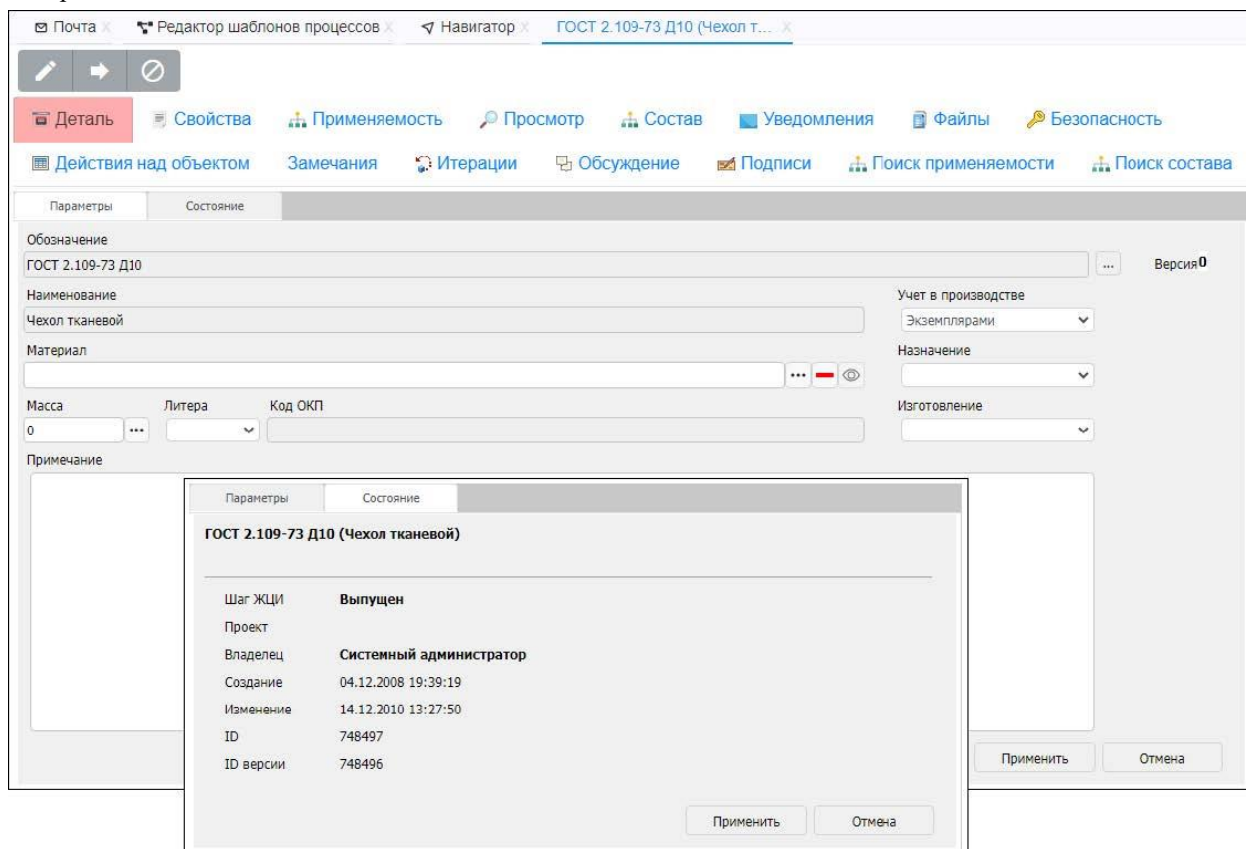 Почта X Редактор шаблонов процессов X Навигатор X ГОСТ 2.109-73 Д10 (Чехол т... X
Деталь Свойства Применяемость Просмотр Состав Уведомления Файлы Безопасность
Действия над объектом Замечания Итерации Обсуждение Подписи Поиск применяемости Поиск состава
Параметры Состояние
Обозначение
ГОСТ 2.109-73 Д10 ... Версия 0
Наименование Учет в производстве
Чехол тканевой Экземплярами
Материал Назначение
...
Масса Литера Код ОКП Изготовление
0 ...
Примечание
Параметры Состояние
ГОСТ 2.109-73 Д10 (Чехол тканевой)
Шаг ЖЦИ Выпущен
Проект
Владелец Системный администратор
Создание 04.12.2008 19:39:19
Изменение 14.12.2010 13:27:50
ID 748497
ID версии 748496
Применить Отмена
Применить Отмена